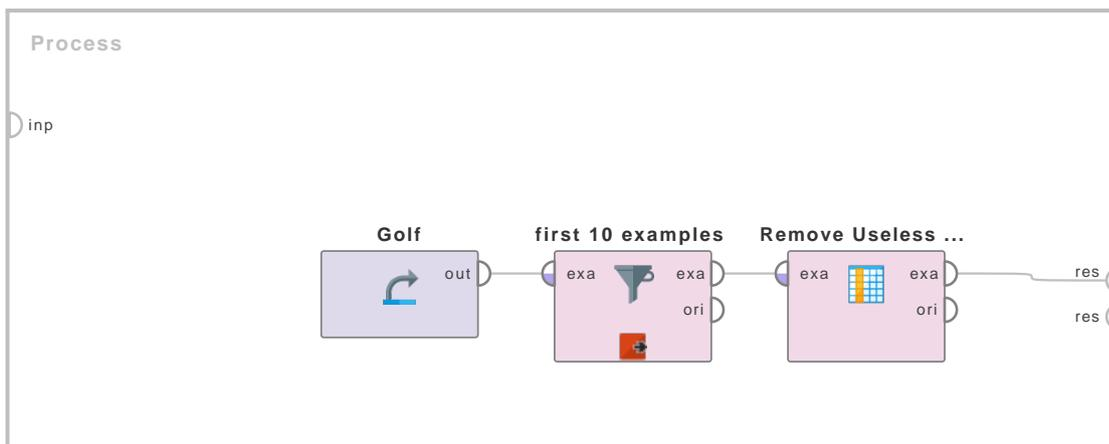 Process
inp
Golf
first 10 examples
Remove Useless ...
out
exa
exa
exa
exa
res
ori
ori
res